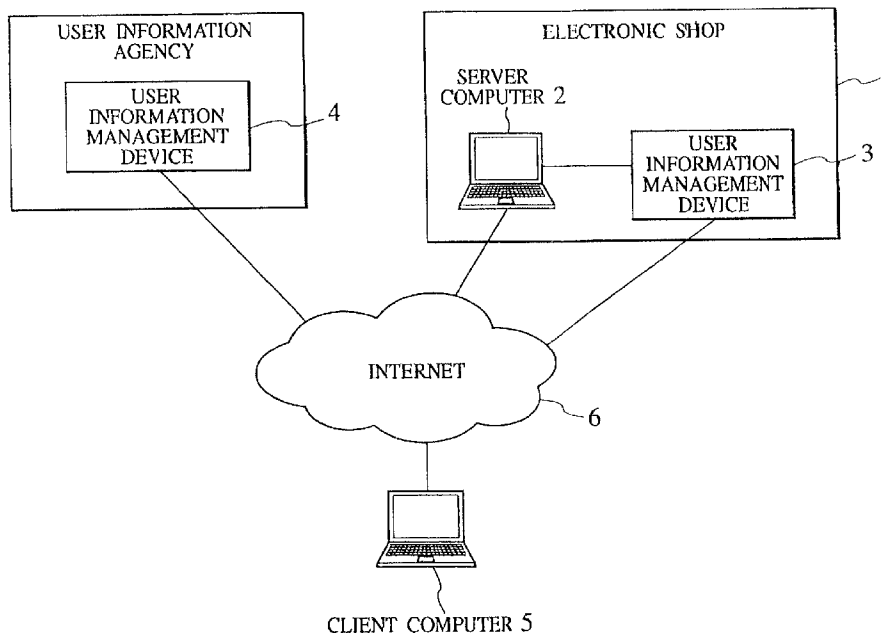 USER INFORMATION
AGENCY
USER
INFORMATION
MANAGEMENT
DEVICE
4
ELECTRONIC SHOP
SERVER
COMPUTER 2
USER
INFORMATION
MANAGEMENT
DEVICE
3
INTERNET
6
CLIENT COMPUTER 5